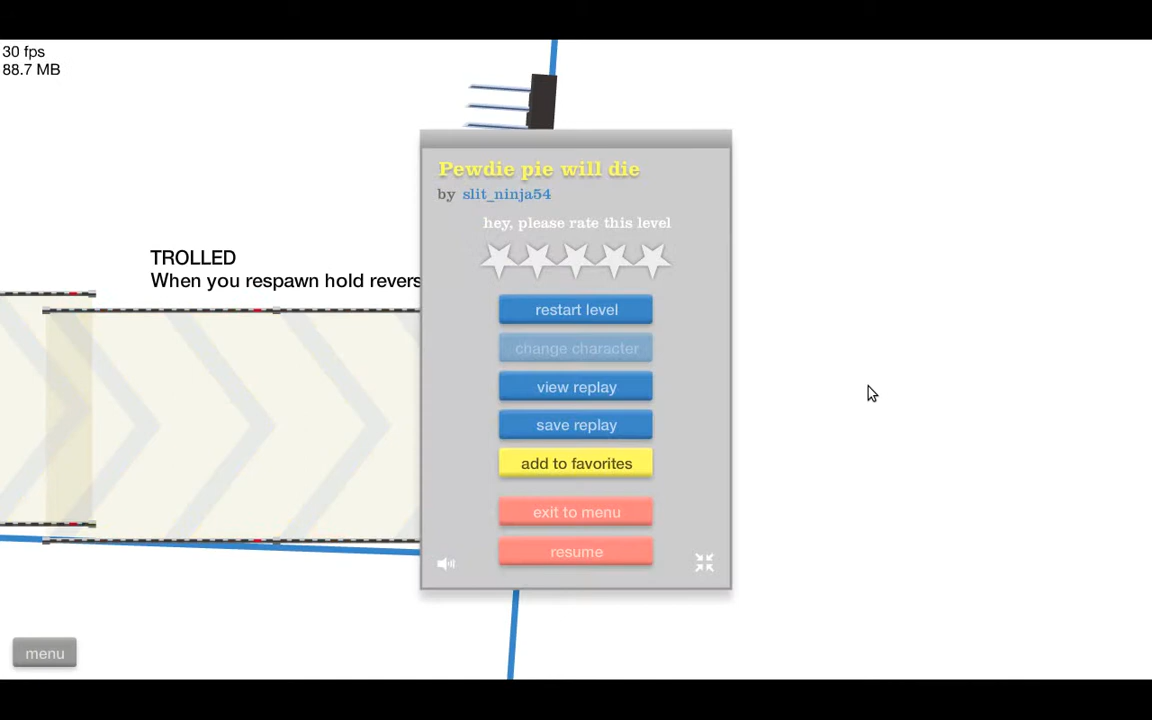 30 fps
88.7 MB
Pewdie pie will die
by slit_ninja54
hey, please rate this level
TROLLED
When you respawn hold revers
restart level
change character
view replay
save replay
add to favorites
exit to menu
resume
menu